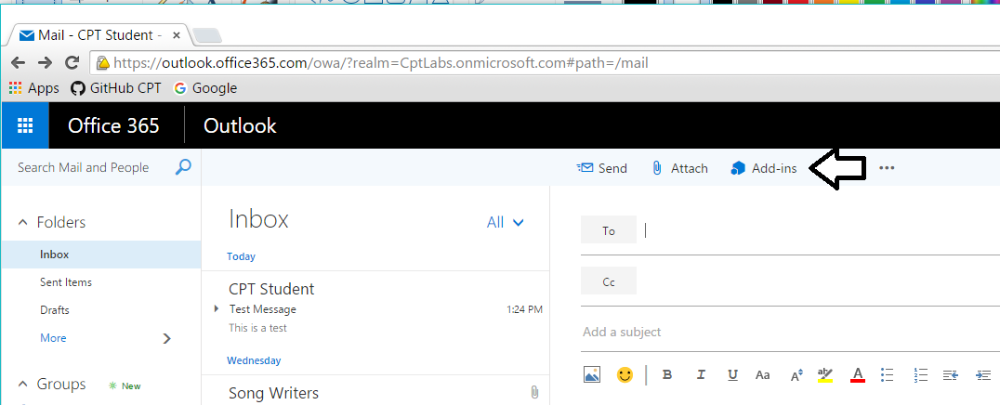 Mail - CPT Student -
https://outlook.office365.com/owa/?realm=CptLabs.onmicrosoft.com#path=/mail
Apps GitHub CPT Google
Office 365 Outlook
Search Mail and People
Send Attach Add-ins
Folders
Inbox
Sent Items
Drafts
More
Groups New
Inbox All
Today
CPT Student
Test Message 1:24 PM
This is a test
Wednesday
Song Writers
To
Cc
Add a subject
B I U Aa A ab A